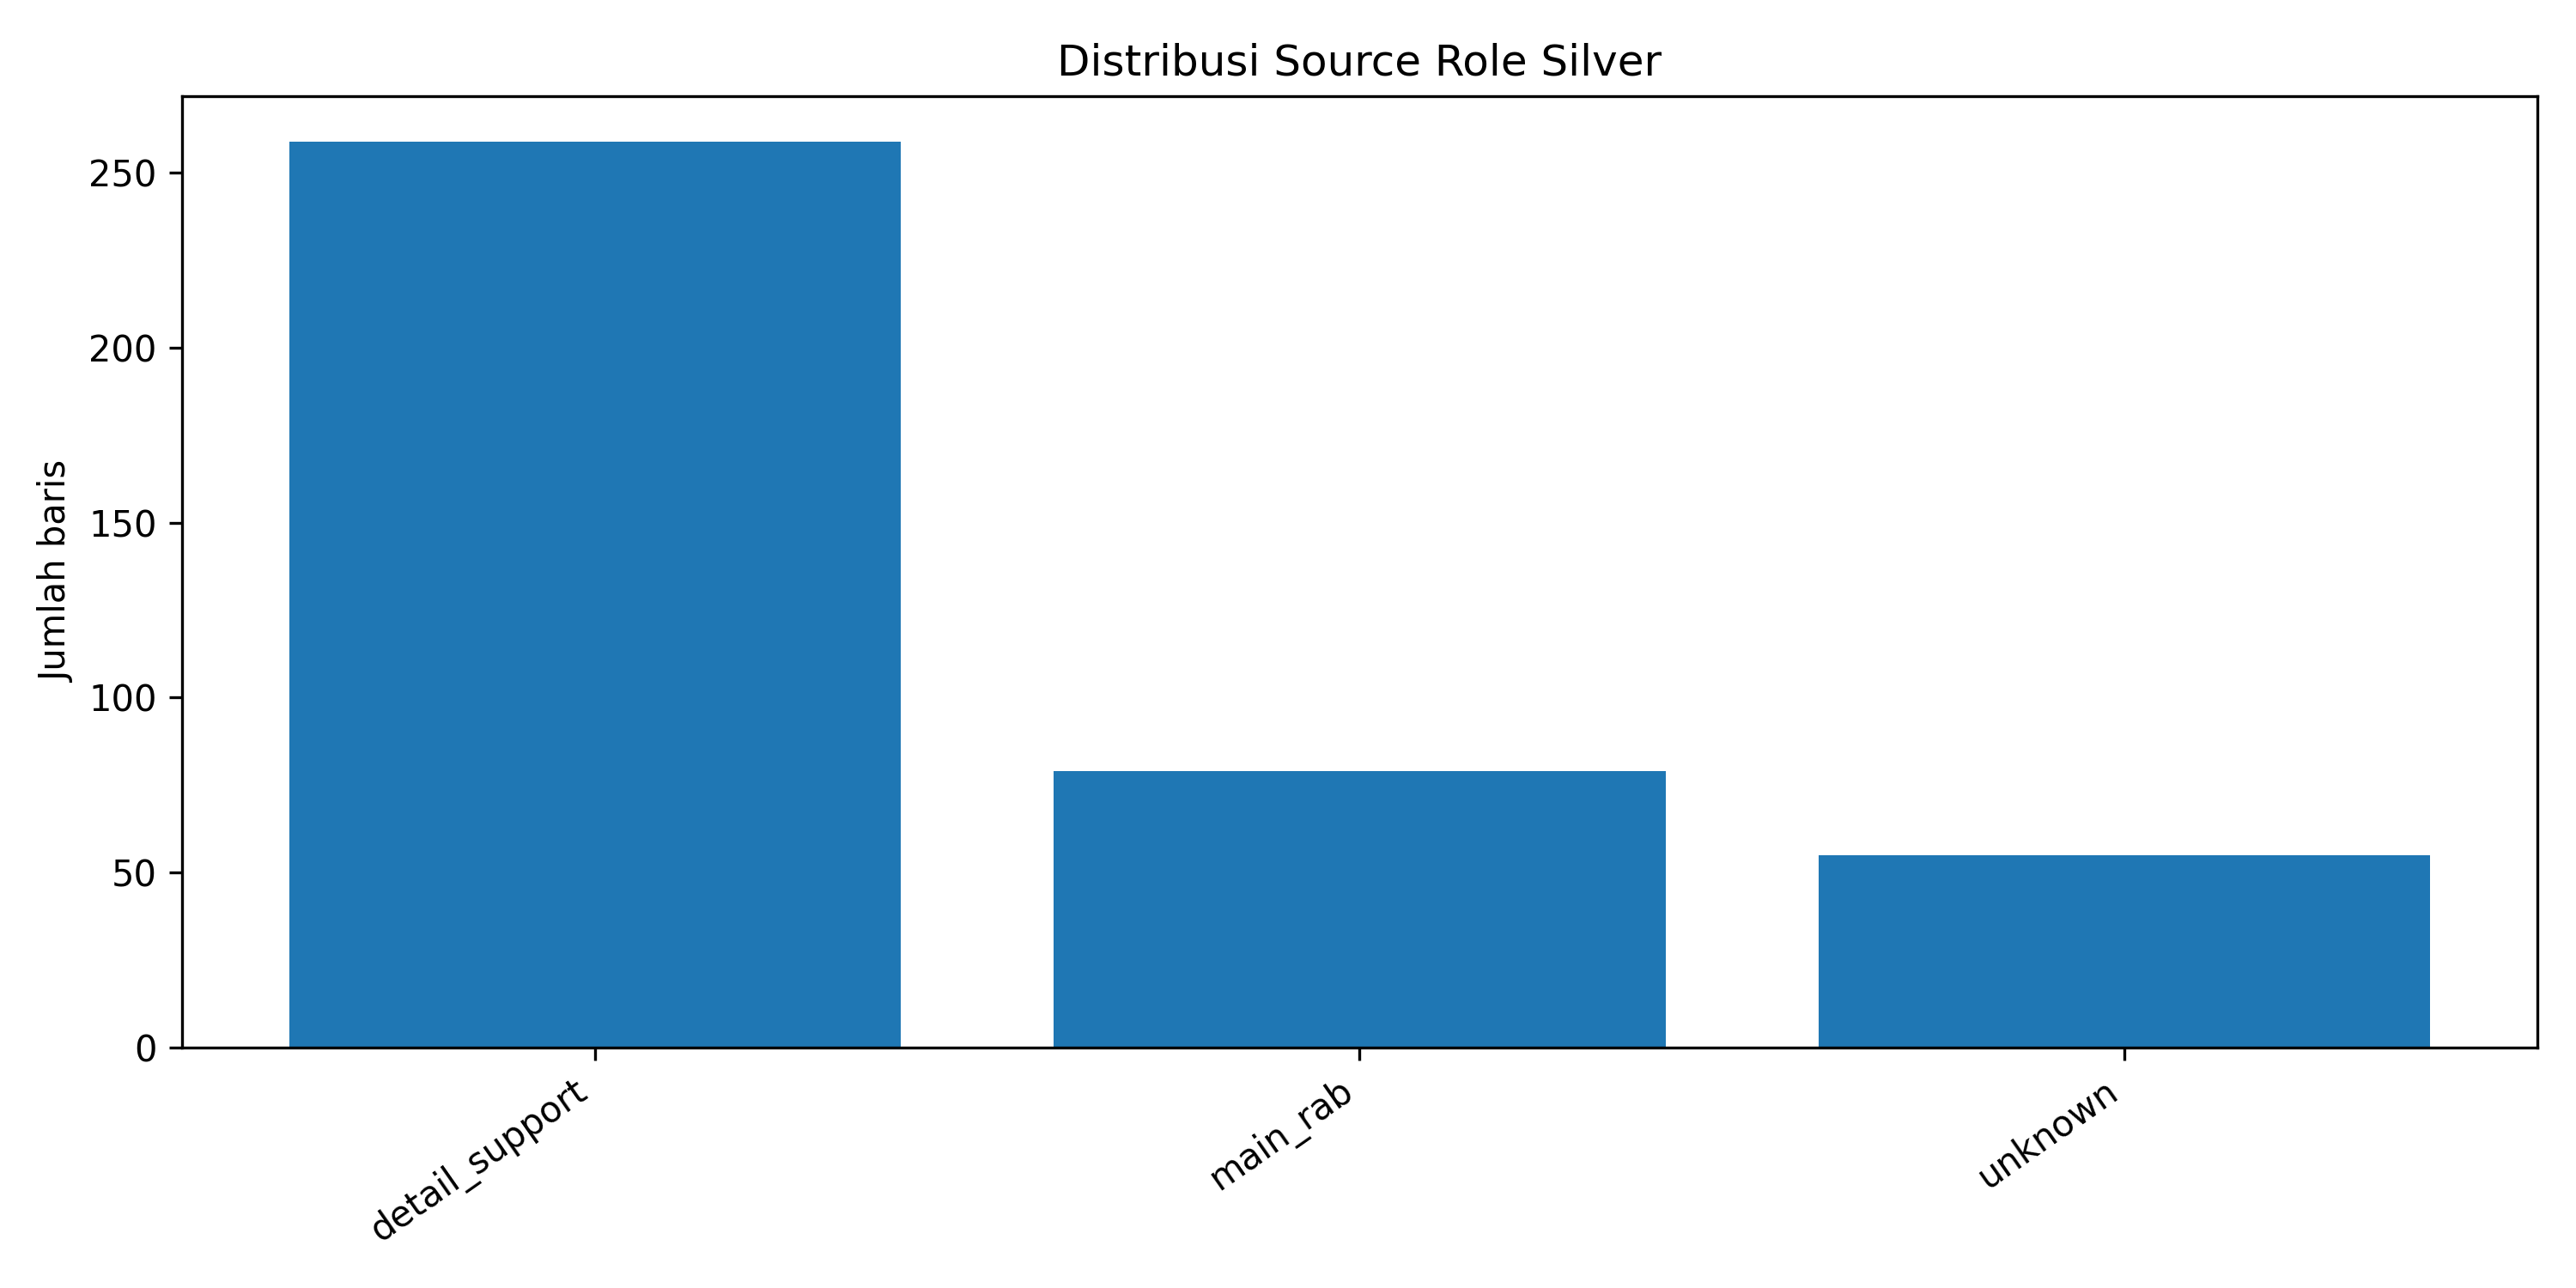 Distribusi Source Role Silver
Jumlah baris
250
200
150
100
50
0
detail_support
main_rab
unknown